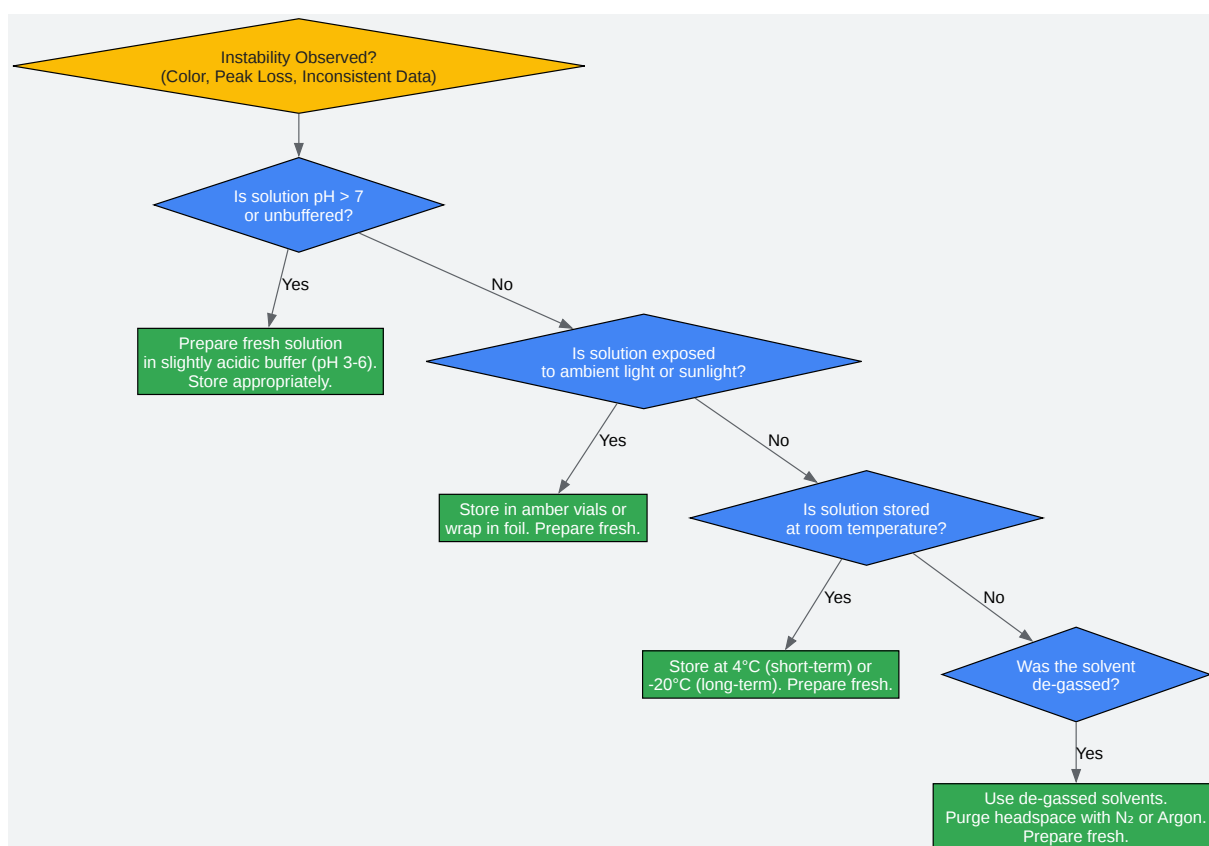 Instability Observed?
(Color, Peak Loss, Inconsistent Data)
Is solution pH > 7
or unbuffered?
Yes
No
Prepare fresh solution
in slightly acidic buffer (pH 3-6).
Store appropriately.
Is solution exposed
to ambient light or sunlight?
Yes
No
Store in amber vials or
wrap in foil. Prepare fresh.
Is solution stored
at room temperature?
Yes
No
Store at 4°C (short-term) or
-20°C (long-term). Prepare fresh.
Was the solvent
de-gassed?
Yes
Use de-gassed solvents.
Purge headspace with N₂ or Argon.
Prepare fresh.